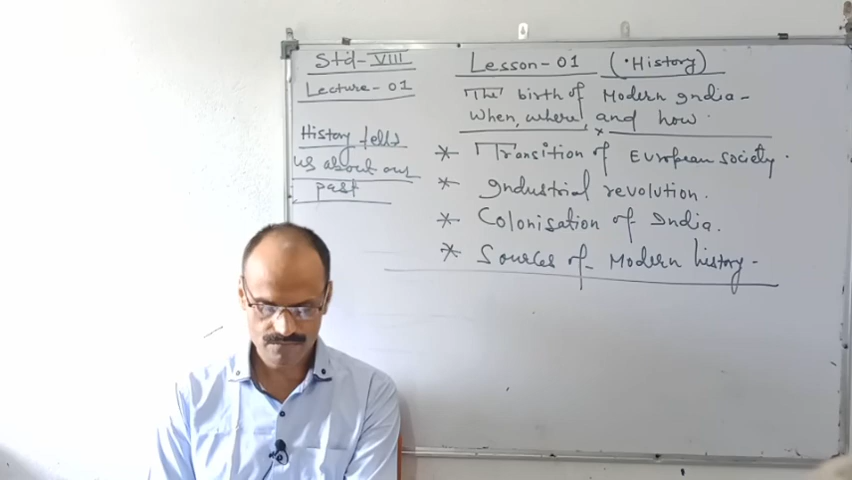 Std-VIII
Lecture-01
History tells
us about our
past
Lesson-01 (•History)
The birth of Modern India-
When, where, and how.
* Transition of European society.
* Industrial revolution.
* Colonisation of India.
* Sources of Modern history-